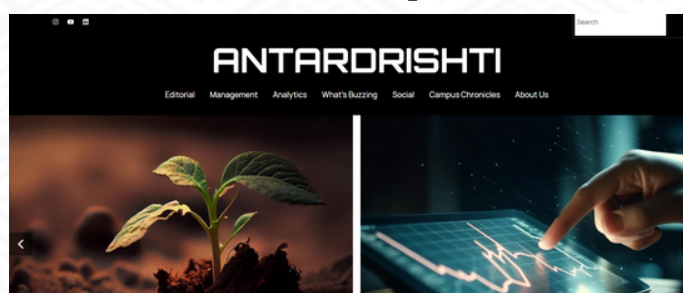 Search
ANTARDRISHTI
Editorial Management Analytics What's Buzzing Social Campus Chronicles About Us